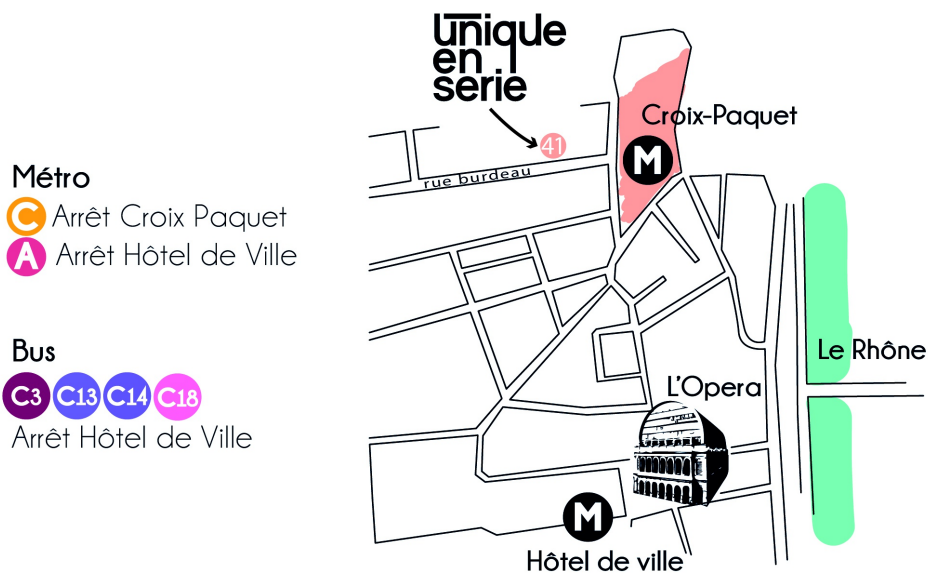 unique
en
serie
41
rue burdeau
Croix-Paquet
M
Métro
C Arrêt Croix Paquet
A Arrêt Hôtel de Ville
Bus
C3 C13 C14 C18
Arrêt Hôtel de Ville
Le Rhône
L'Opera
M
Hôtel de ville